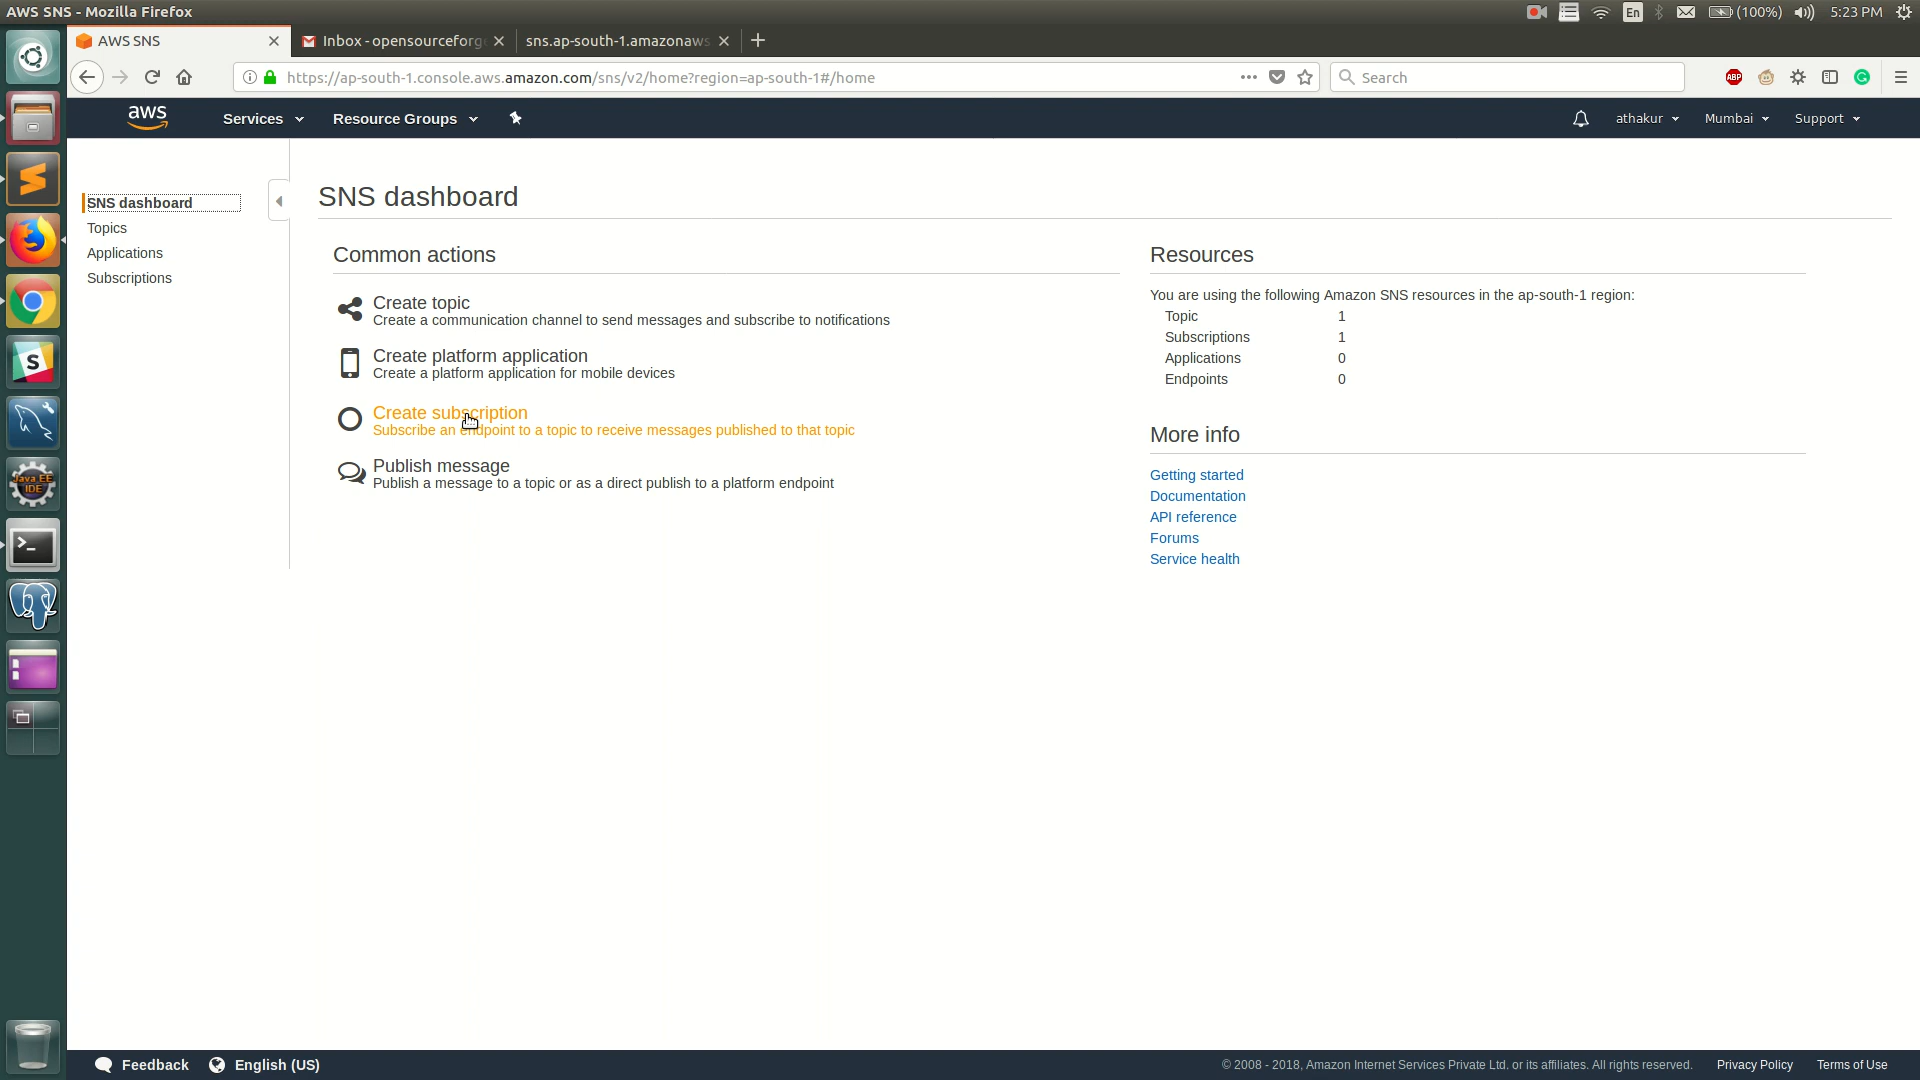 AWS SNS - Mozilla Firefox
En
(100%)
5:23 PM
AWS SNS
Inbox - opensourceforg
sns.ap-south-1.amazonaws
https://ap-south-1.console.aws.amazon.com/sns/v2/home?region=ap-south-1#/home
Search
ABP
aws
Services
Resource Groups
athakur
Mumbai
Support
SNS dashboard
Topics
Applications
Subscriptions
SNS dashboard
Common actions
Create topic
Create a communication channel to send messages and subscribe to notifications
Create platform application
Create a platform application for mobile devices
Create subscription
Subscribe an endpoint to a topic to receive messages published to that topic
Publish message
Publish a message to a topic or as a direct publish to a platform endpoint
Resources
You are using the following Amazon SNS resources in the ap-south-1 region:
Topic 1
Subscriptions 1
Applications 0
Endpoints 0
More info
Getting started
Documentation
API reference
Forums
Service health
S
Java EE
IDE
Feedback
English (US)
© 2008 - 2018, Amazon Internet Services Private Ltd. or its affiliates. All rights reserved.
Privacy Policy
Terms of Use